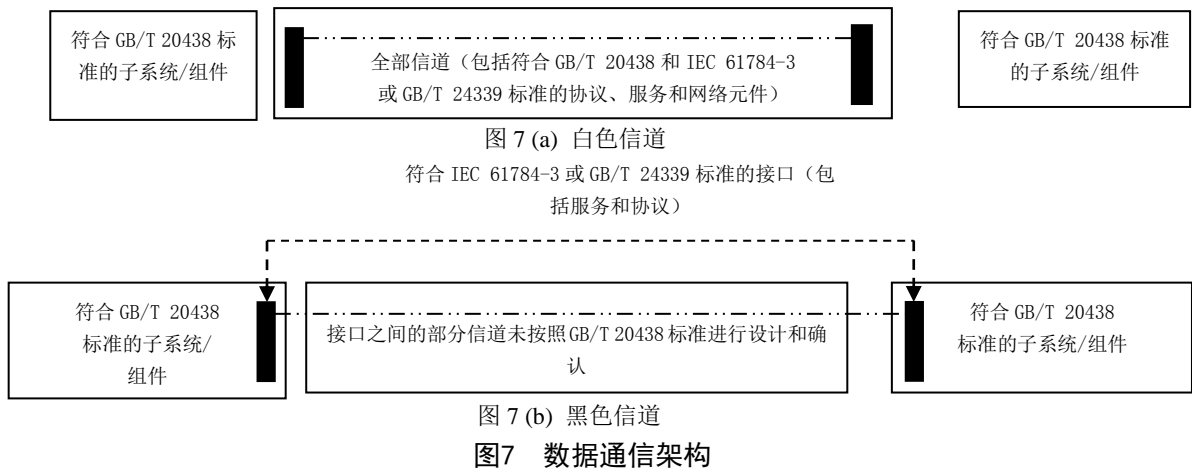 符合 GB/T 20438 标
准的子系统/组件
全部信道（包括符合 GB/T 20438 和 IEC 61784-3
或 GB/T 24339 标准的协议、服务和网络元件）
符合 GB/T 20438 标准
的子系统/组件
图 7 (a) 白色信道
符合 IEC 61784-3 或 GB/T 24339 标准的接口（包
括服务和协议）
符合 GB/T 20438
标准的子系统/
组件
接口之间的部分信道未按照 GB/T 20438 标准进行设计和确
认
符合 GB/T 20438
标准的子系统/组件
图 7 (b) 黑色信道
图7 数据通信架构